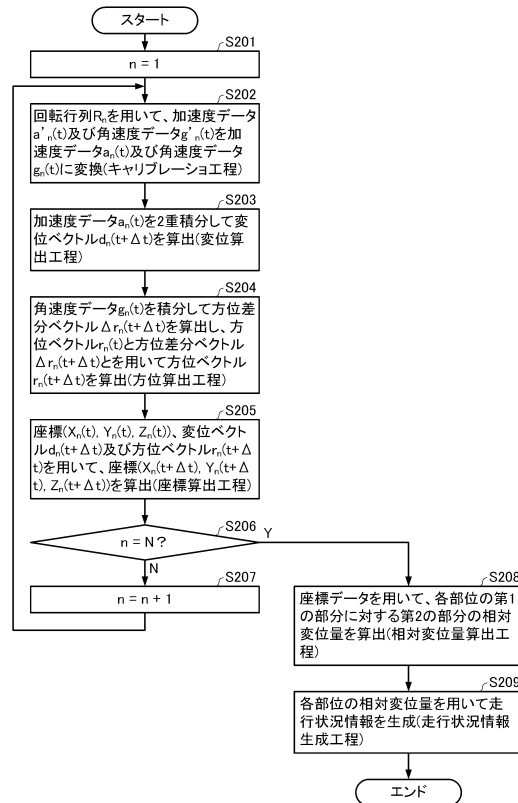 スタート
S201
n = 1
S202
回転行列Rnを用いて、加速度データ
a'n(t)及び角速度データg'n(t)を加
速度データan(t)及び角速度データ
gn(t)に変換(キャリブレーショ工程)
S203
加速度データan(t)を2重積分して変
位ベクトルdn(t+Δt)を算出(変位算
出工程)
S204
角速度データgn(t)を積分して方位差
分ベクトルΔrn(t+Δt)を算出し、方
位ベクトルrn(t)と方位差分ベクトル
Δrn(t+Δt)とを用いて方位ベクトル
rn(t+Δt)を算出(方位算出工程)
S205
座標(Xn(t), Yn(t), Zn(t))、変位ベクト
ルdn(t+Δt)及び方位ベクトルrn(t+Δ
t)を用いて、座標(Xn(t+Δt), Yn(t+Δ
t), Zn(t+Δt))を算出(座標算出工程)
S206
n = N?
Y
N
S207
n = n + 1
S208
座標データを用いて、各部位の第1
の部分に対する第2の部分の相対
変位量を算出(相対変位量算出工
程)
S209
各部位の相対変位量を用いて走
行状況情報を生成(走行状況情報
生成工程)
エンド